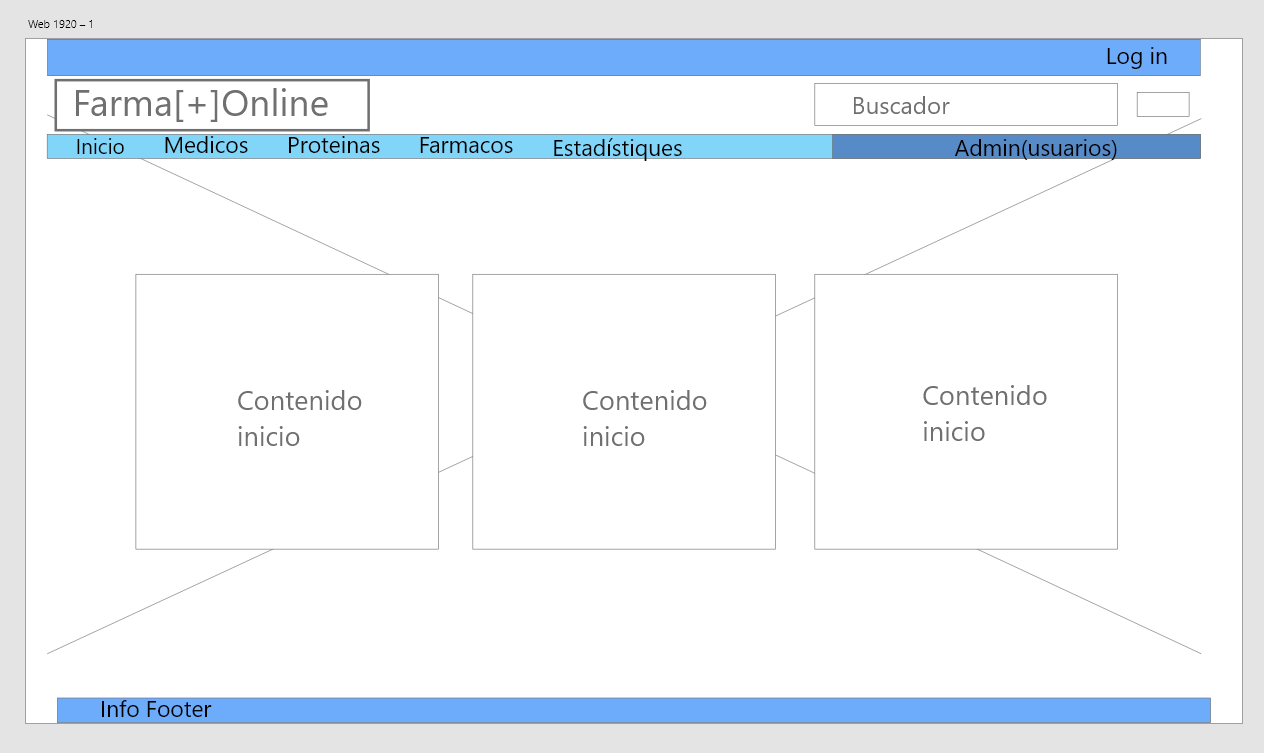 Web 1920 – 1
Log in
Farma[+]Online
Buscador
Inicio Medicos Proteinas Farmacos Estadístiques Admin(usuarios)
Contenido
inicio
Contenido
inicio
Contenido
inicio
Info Footer